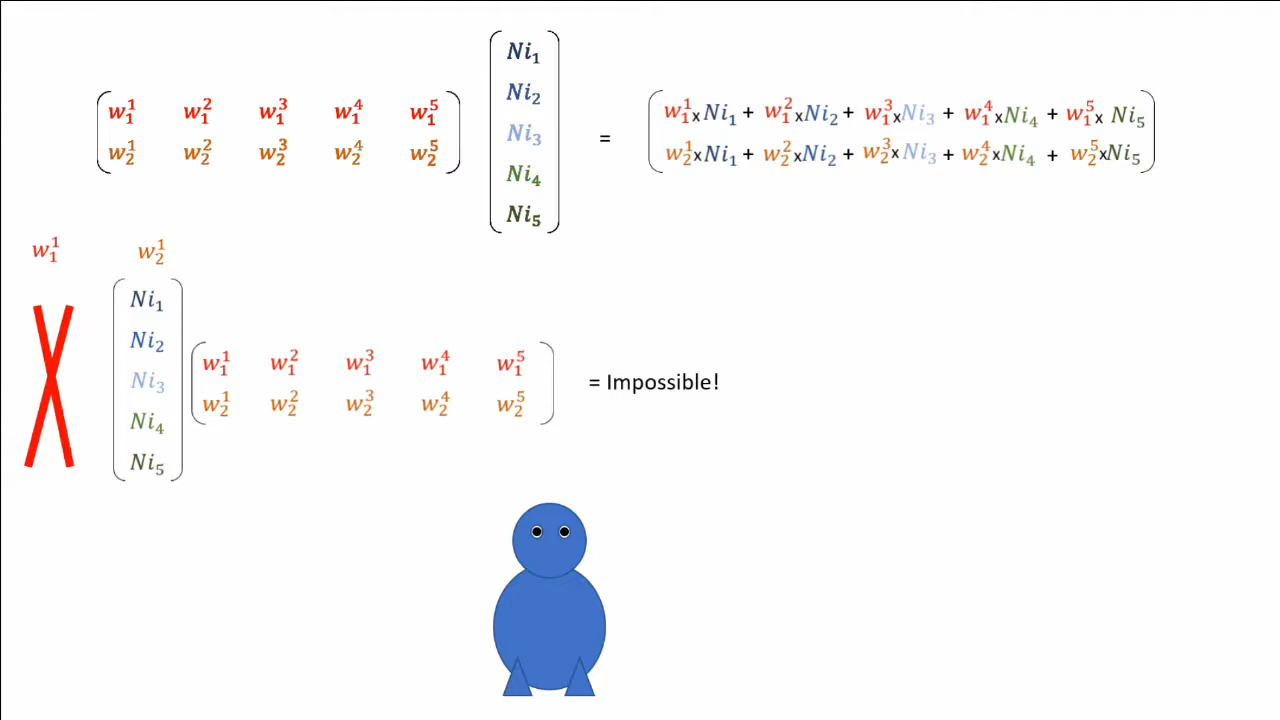 w₁¹ w₁² w₁³ w₁⁴ w₁⁵
w₂¹ w₂² w₂³ w₂⁴ w₂⁵
Ni₁
Ni₂
Ni₃
Ni₄
Ni₅
=
w₁¹xNi₁ + w₁²xNi₂ + w₁³xNi₃ + w₁⁴xNi₄ + w₁⁵x Ni₅
w₂¹xNi₁ + w₂²xNi₂ + w₂³xNi₃ + w₂⁴xNi₄ + w₂⁵xNi₅
w₁¹ w₂¹
Ni₁
Ni₂
Ni₃
Ni₄
Ni₅
w₁¹ w₁² w₁³ w₁⁴ w₁⁵
w₂¹ w₂² w₂³ w₂⁴ w₂⁵
= Impossible!